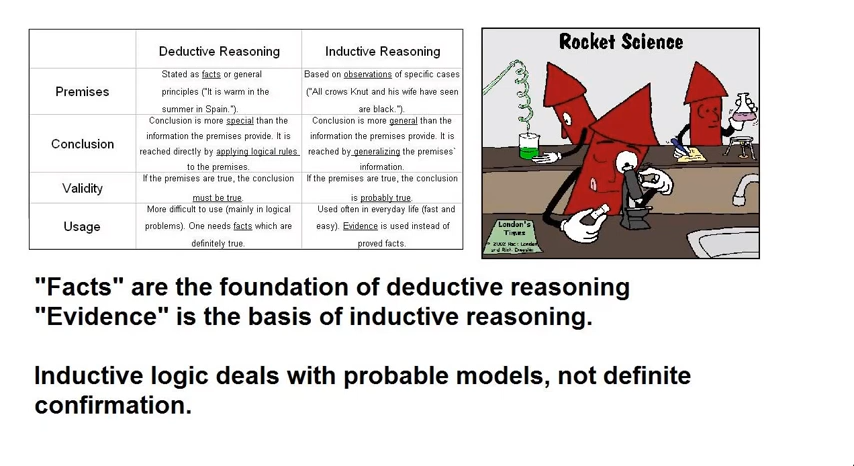 Deductive Reasoning
Inductive Reasoning
Premises
Stated as facts or general
principles ("It is warm in the
summer in Spain.").
Based on observations of specific cases
("All crows Knut and his wife have seen
are black.").
Conclusion
Conclusion is more special than the
information the premises provide. It is
reached directly by applying logical rules
to the premises.
Conclusion is more general than the
information the premises provide. It is
reached by generalizing the premises´
information.
Validity
If the premises are true, the conclusion
must be true.
If the premises are true, the conclusion
is probably true.
Usage
More difficult to use (mainly in logical
problems). One needs facts which are
definitely true.
Used often in everyday life (fast and
easy). Evidence is used instead of
proved facts.
Rocket Science
London's
Times
© 2002 Rick London
and Rich
"Facts" are the foundation of deductive reasoning
"Evidence" is the basis of inductive reasoning.
Inductive logic deals with probable models, not definite
confirmation.